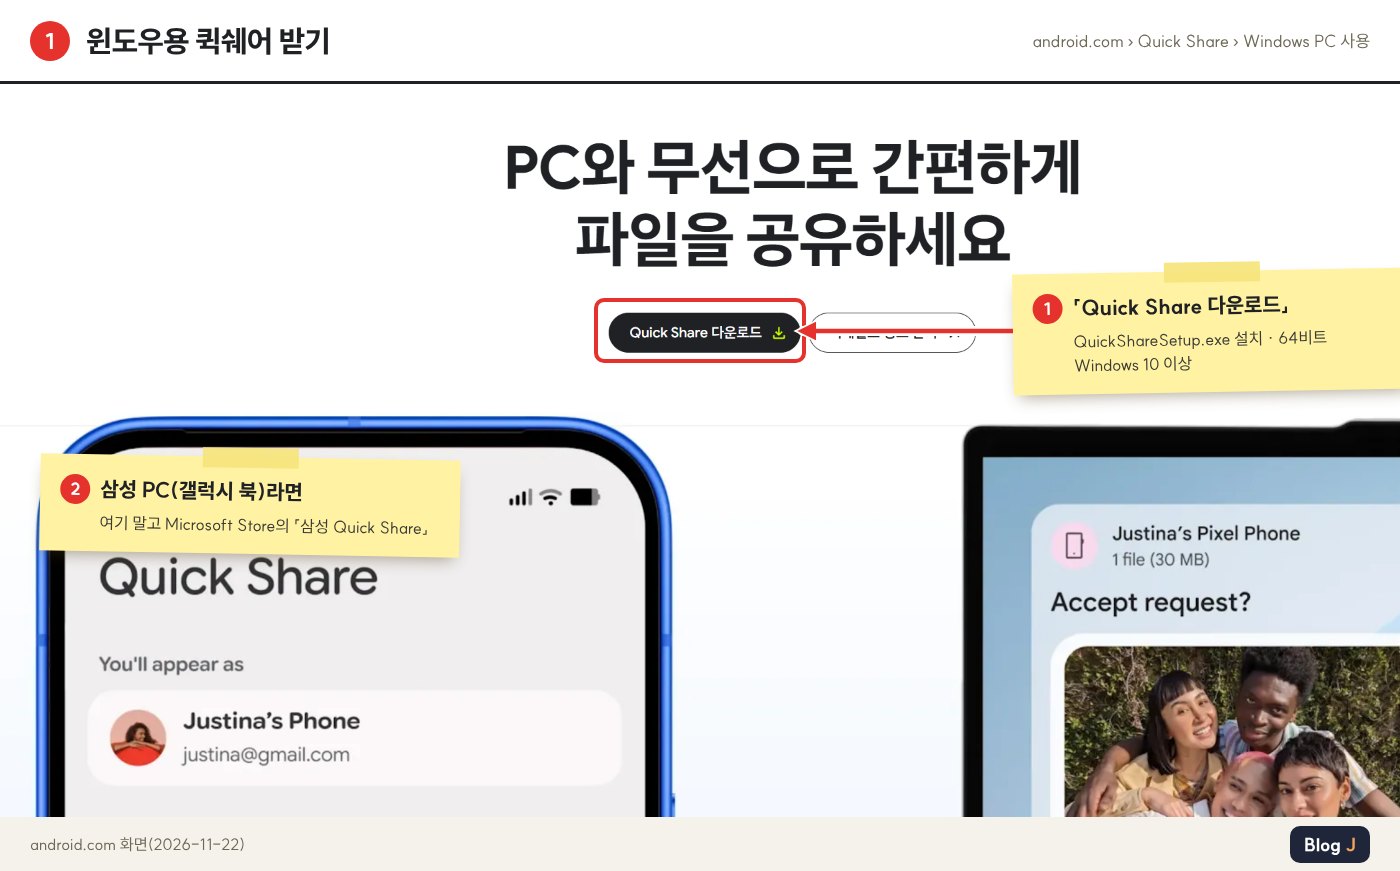 1 윈도우용 퀵쉐어 받기
android.com › Quick Share › Windows PC 사용
PC와 무선으로 간편하게
파일을 공유하세요
Quick Share 다운로드
1 「Quick Share 다운로드」
QuickShareSetup.exe 설치 · 64비트
Windows 10 이상
2 삼성 PC(갤럭시 북)라면
여기 말고 Microsoft Store의 「삼성 Quick Share」
Quick Share
You'll appear as
Justina's Phone
justina@gmail.com
Justina's Pixel Phone
1 file (30 MB)
Accept request?
android.com 화면(2026-11-22)
Blog J